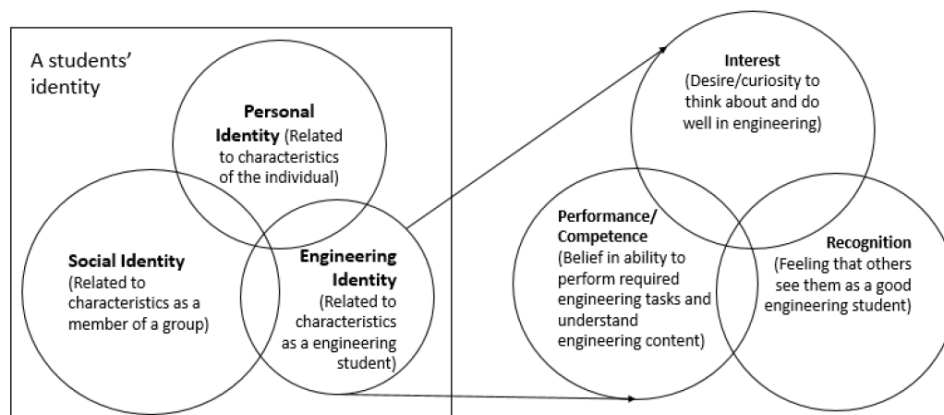 A students'
identity
Personal
Identity (Related
to characteristics
of the individual)
Social Identity
(Related to
characteristics as a
member of a group)
Engineering
Identity
(Related to
characteristics
as a engineering
student)
Interest
(Desire/curiosity to
think about and do
well in engineering)
Performance/
Competence
(Belief in ability to
perform required
engineering tasks and
understand
engineering content)
Recognition
(Feeling that others
see them as a good
engineering student)